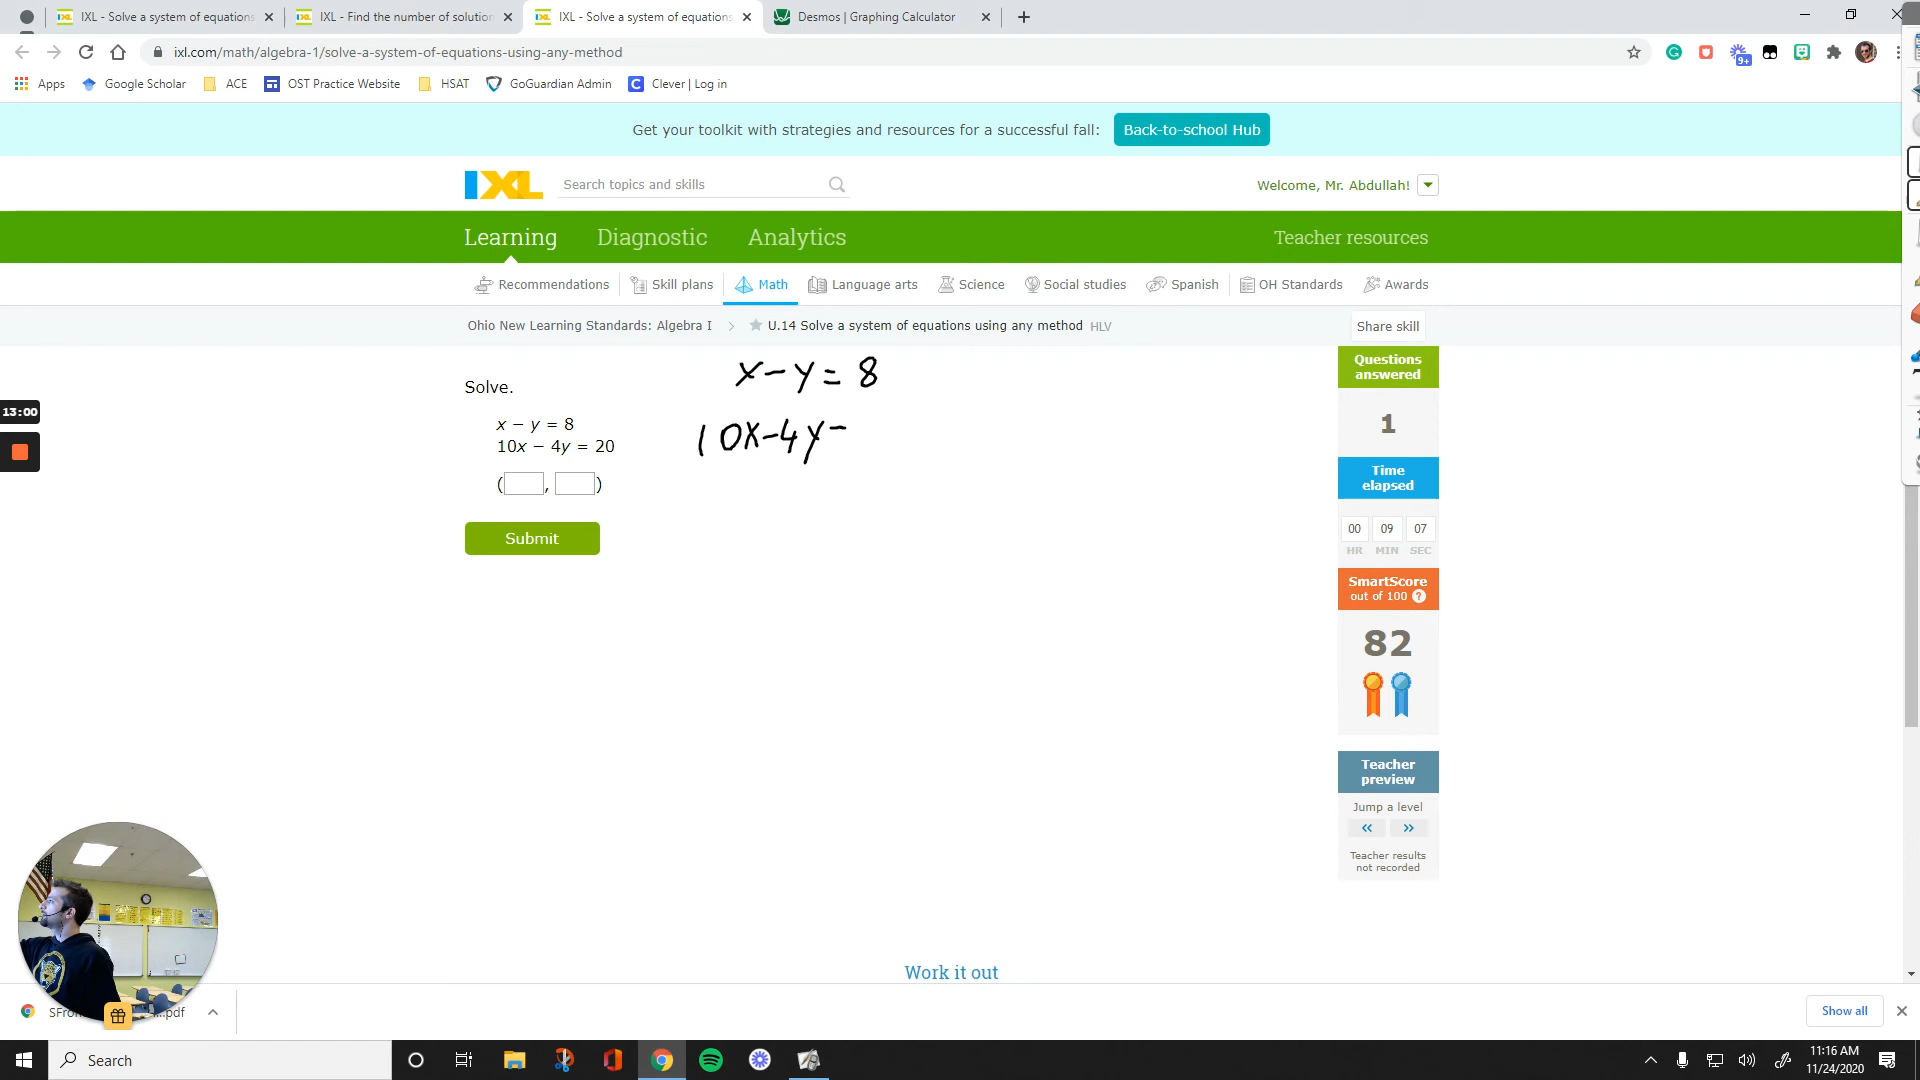 IXL - Solve a system of equations
IXL - Find the number of solution
IXL - Solve a system of equations
Desmos | Graphing Calculator
ixl.com/math/algebra-1/solve-a-system-of-equations-using-any-method
9+
Apps
Google Scholar
ACE
OST Practice Website
HSAT
GoGuardian Admin
C Clever | Log in
Get your toolkit with strategies and resources for a successful fall:
Back-to-school Hub
IXL
Search topics and skills
Welcome, Mr. Abdullah!
Learning
Diagnostic
Analytics
Teacher resources
Recommendations
Skill plans
Math
Language arts
Science
Social studies
Spanish
OH Standards
Awards
Ohio New Learning Standards: Algebra I
U.14 Solve a system of equations using any method HLV
Share skill
Solve.
x − y = 8
10x − 4y = 20
( , )
Submit
x - y = 8
10x - 4y -
13:00
Questions
answered
1
Time
elapsed
00 09 07
HR MIN SEC
SmartScore
out of 100 ?
82
Teacher
preview
Jump a level
« »
Teacher results
not recorded
Work it out
SFro ...pdf
Show all
Search
11:16 AM
11/24/2020